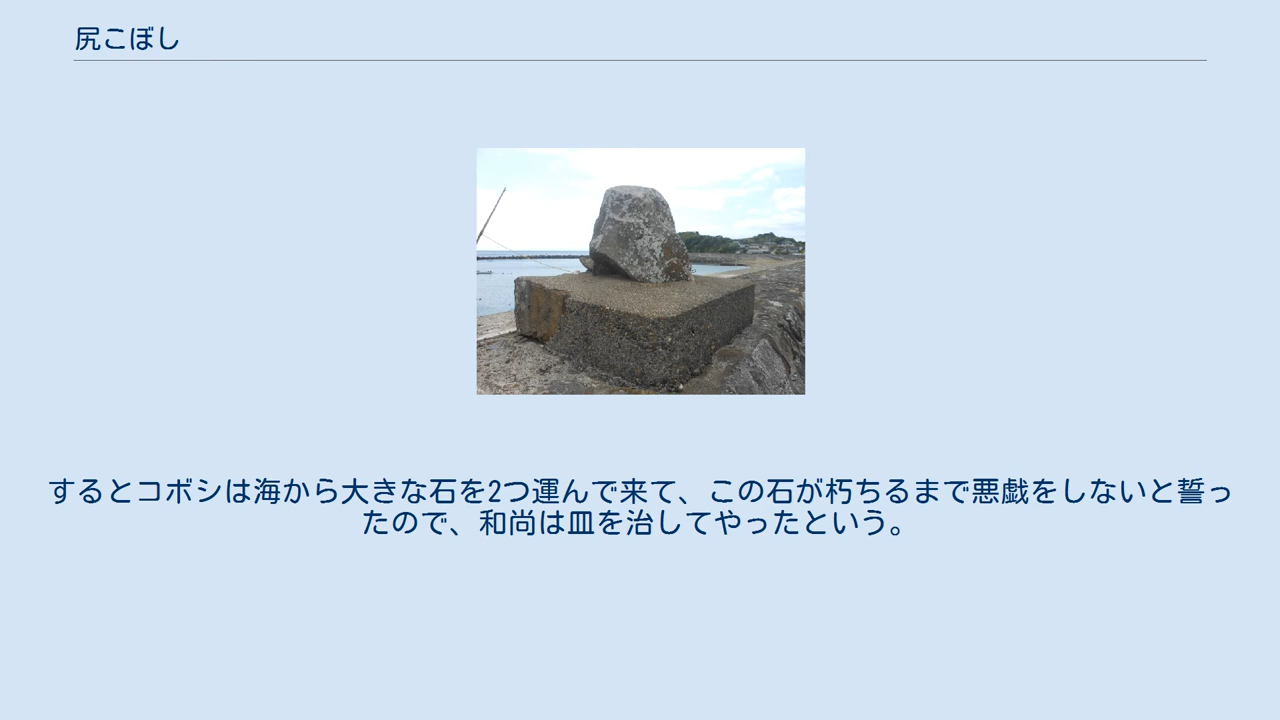 尻こぼし
するとコボシは海から大きな石を2つ運んで来て、この石が朽ちるまで悪戯をしないと誓っ
たので、和尚は皿を治してやったという。